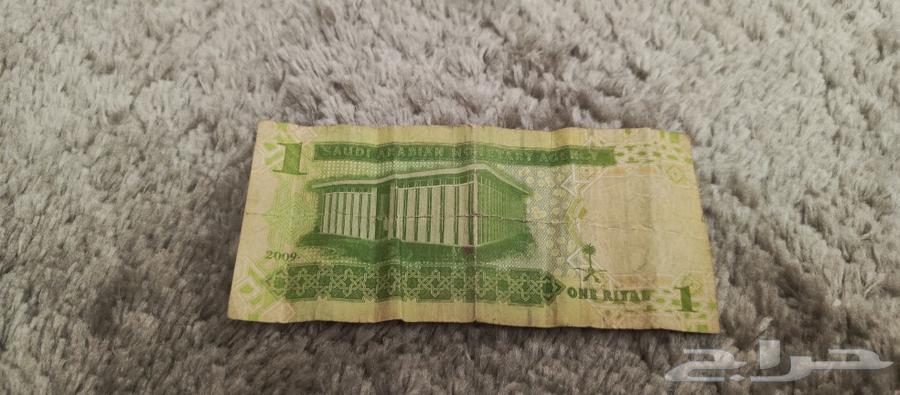 1
SAUDI ARABIAN MONETARY AGENCY
2009
ONE RIYAL
1
حراج